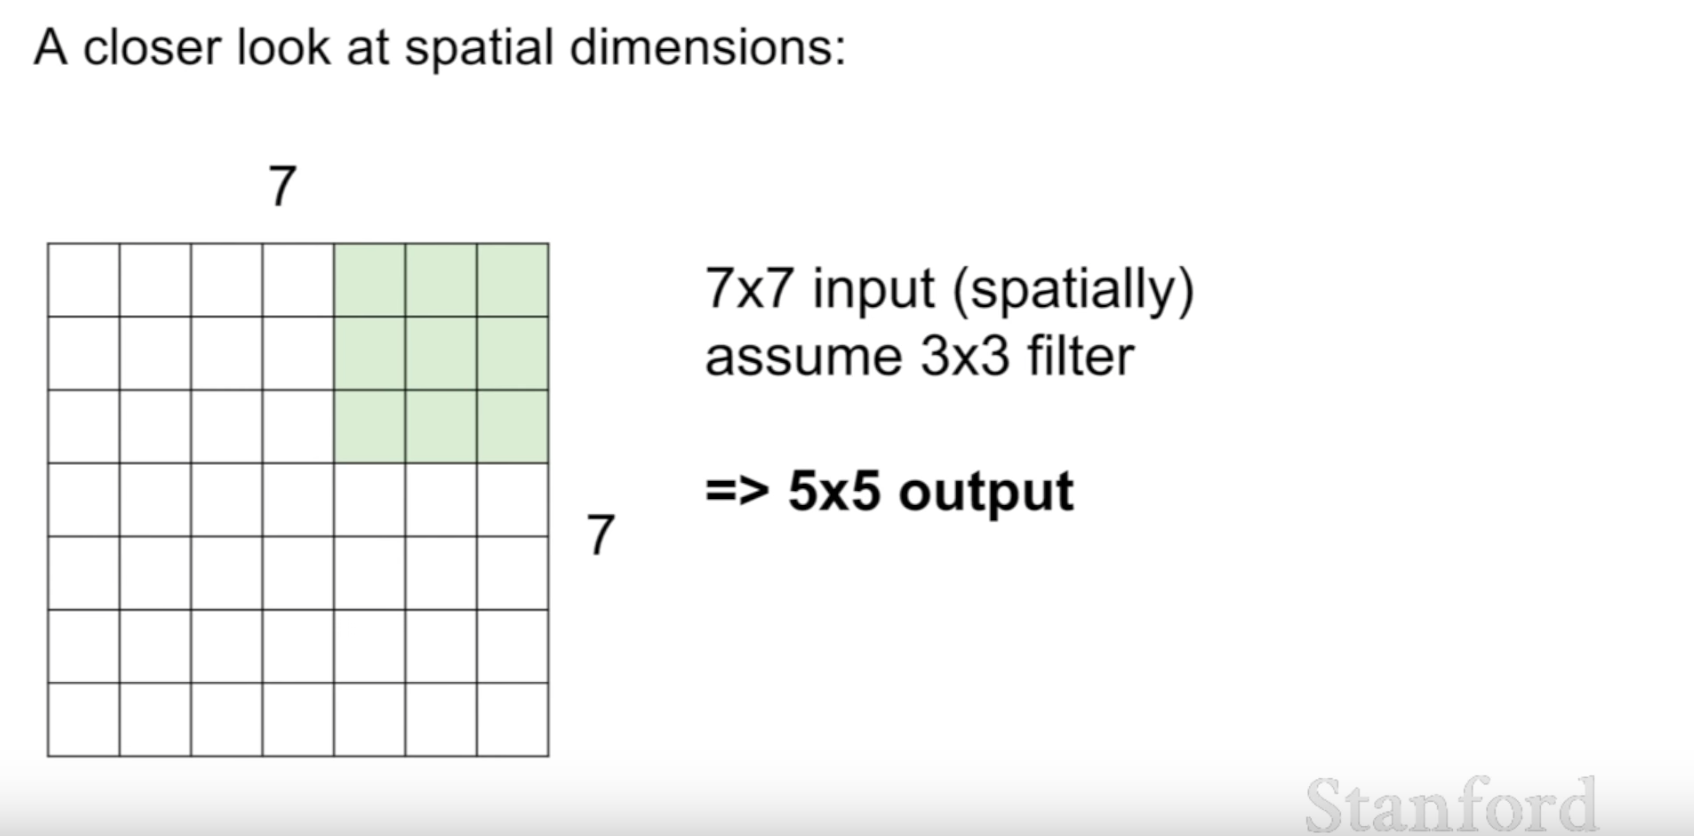 A closer look at spatial dimensions:
7
7x7 input (spatially)
assume 3x3 filter
=> 5x5 output
7
Stanford